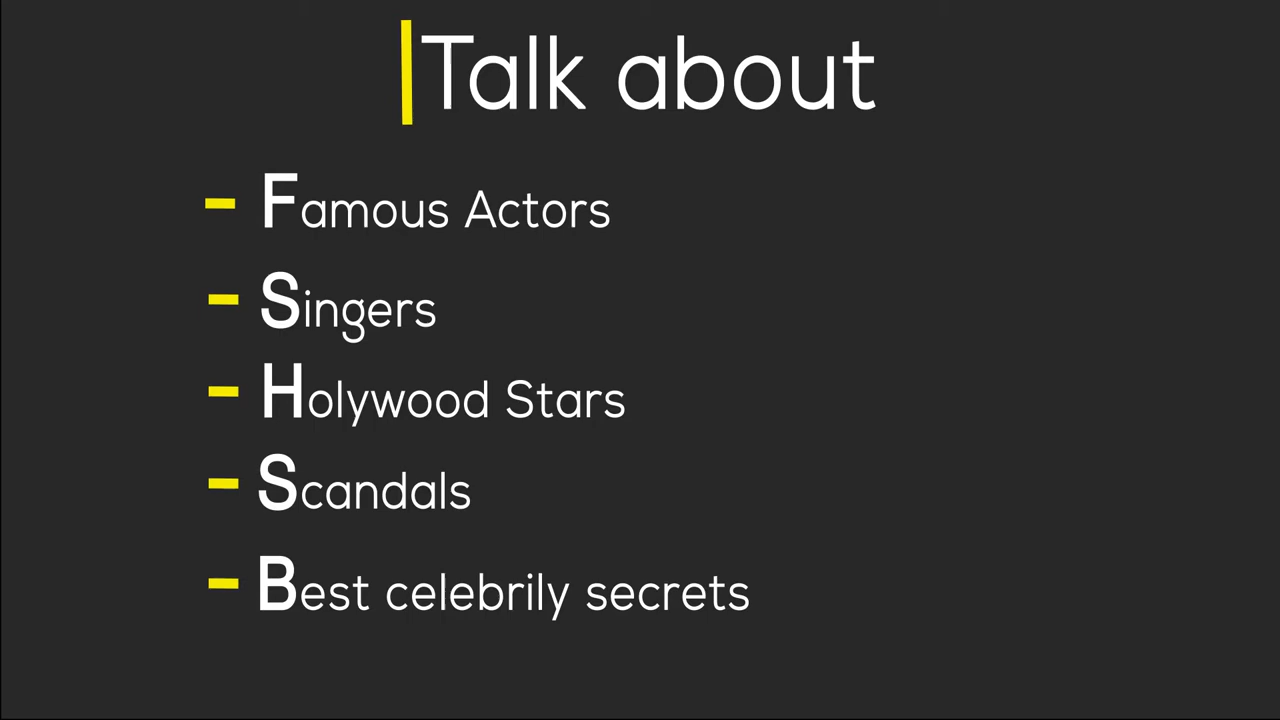 Talk about
- Famous Actors
- Singers
- Holywood Stars
- Scandals
- Best celebrily secrets